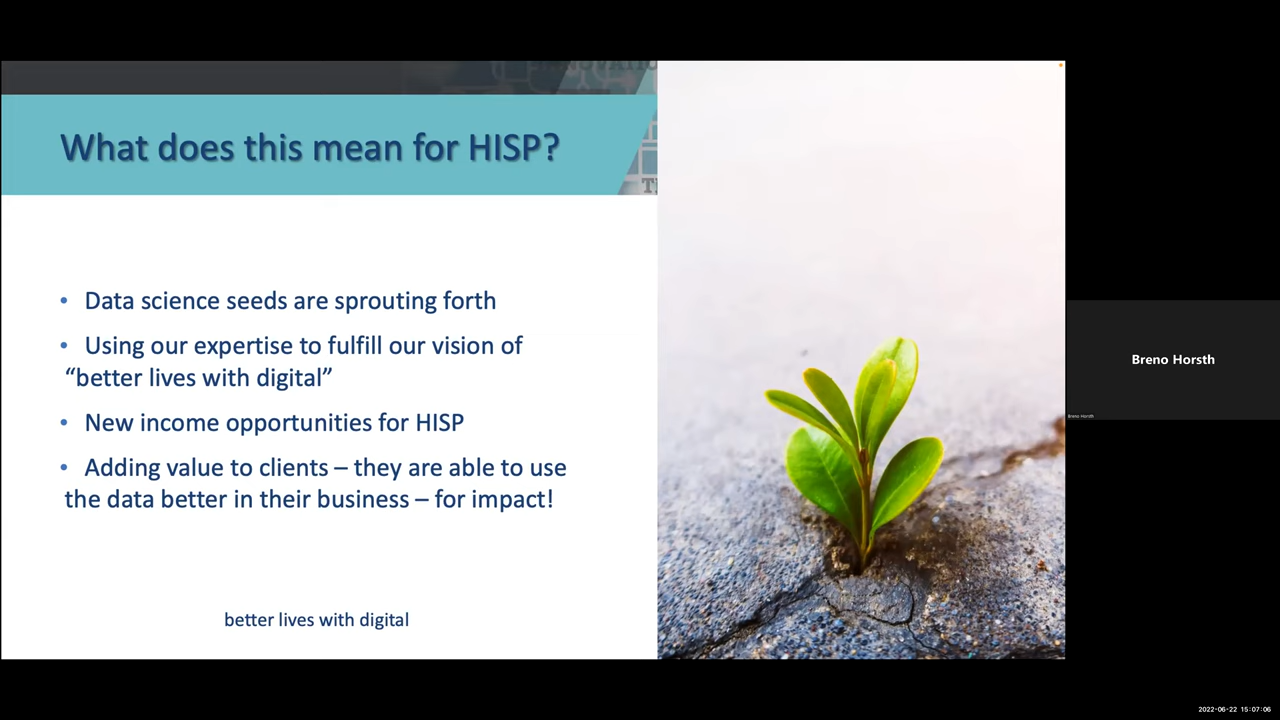 What does this mean for HISP?
• Data science seeds are sprouting forth
• Using our expertise to fulfill our vision of
“better lives with digital”
• New income opportunities for HISP
• Adding value to clients – they are able to use
the data better in their business – for impact!
better lives with digital
Breno Horsth
Breno Horsth
2022-06-22 15:07:06